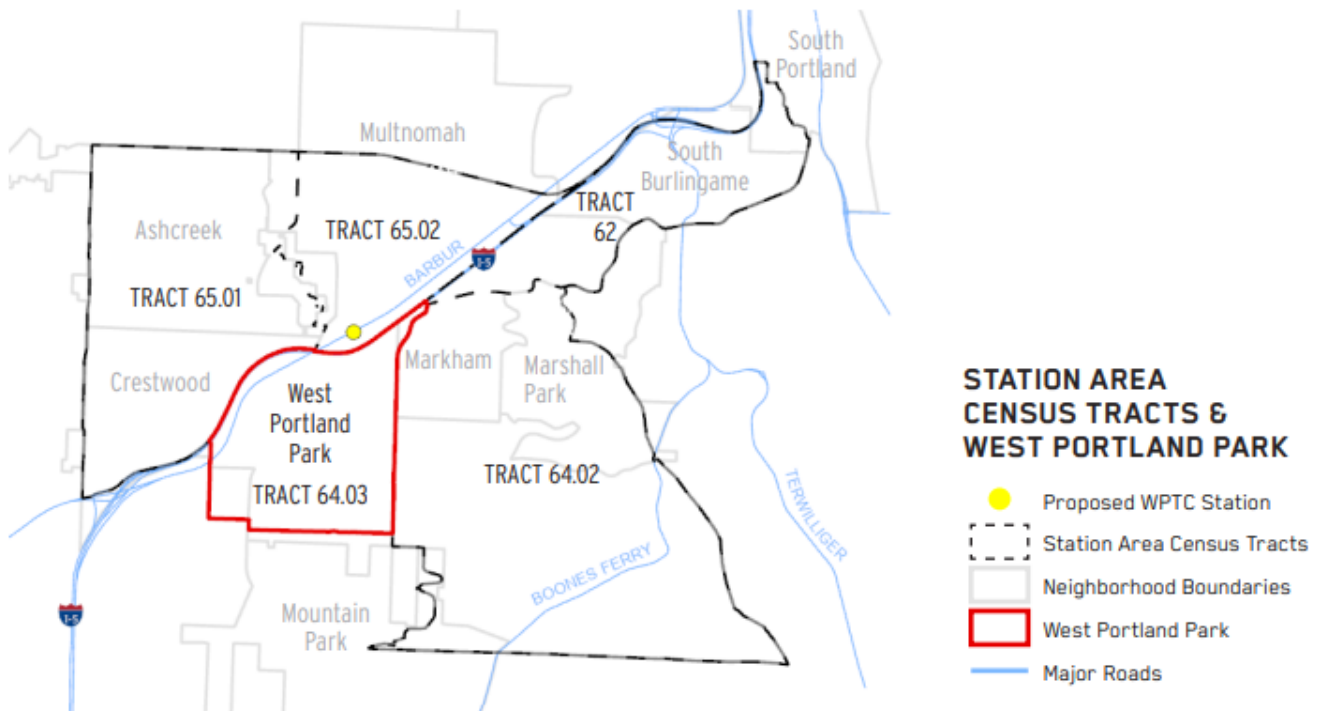 South
Portland
Multnomah
South
Burlingame
TRACT
62
Ashcreek
TRACT 65.02
BARBUR
I-5
TRACT 65.01
Crestwood
Markham
Marshall
Park
West
Portland
Park
TRACT 64.03
TRACT 64.02
TERWILLIGER
BOONES FERRY
I-5
Mountain
Park
STATION AREA
CENSUS TRACTS &
WEST PORTLAND PARK
Proposed WPTC Station
Station Area Census Tracts
Neighborhood Boundaries
West Portland Park
Major Roads